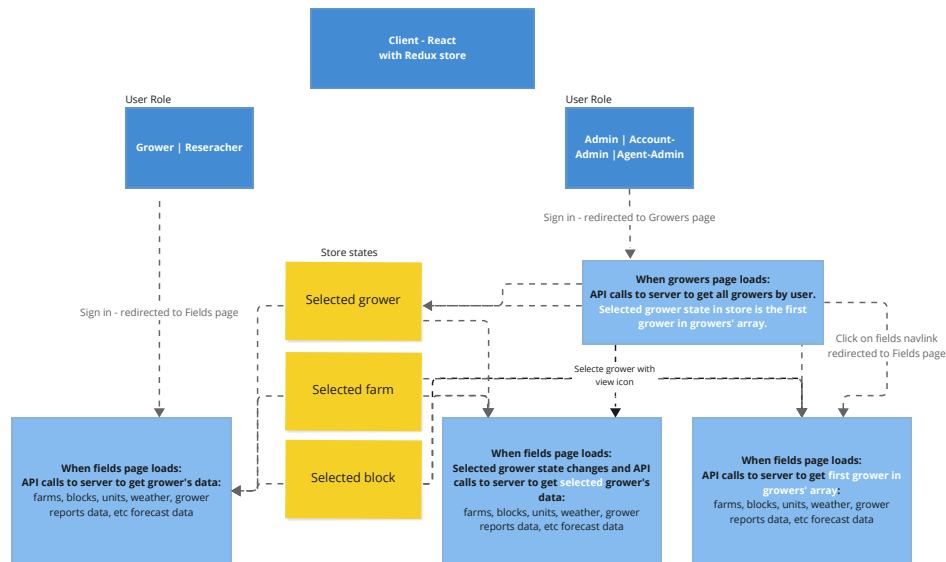 Client - React
with Redux store
User Role
User Role
Grower | Reseracher
Admin | Account-
Admin |Agent-Admin
Sign in - redirected to Growers page
Store states
Selected grower
When growers page loads:
API calls to server to get all growers by user.
Selected grower state in store is the first
grower in growers' array.
Sign in - redirected to Fields page
Click on fields navlink
redirected to Fields page
Selecte grower with
view icon
Selected farm
Selected block
When fields page loads:
API calls to server to get grower's data:
farms, blocks, units, weather, grower
reports data, etc forecast data
When fields page loads:
Selected grower state changes and API
calls to server to get selected grower's
data:
farms, blocks, units, weather, grower
reports data, etc forecast data
When fields page loads:
API calls to server to get first grower in
growers' array:
farms, blocks, units, weather, grower
reports data, etc forecast data